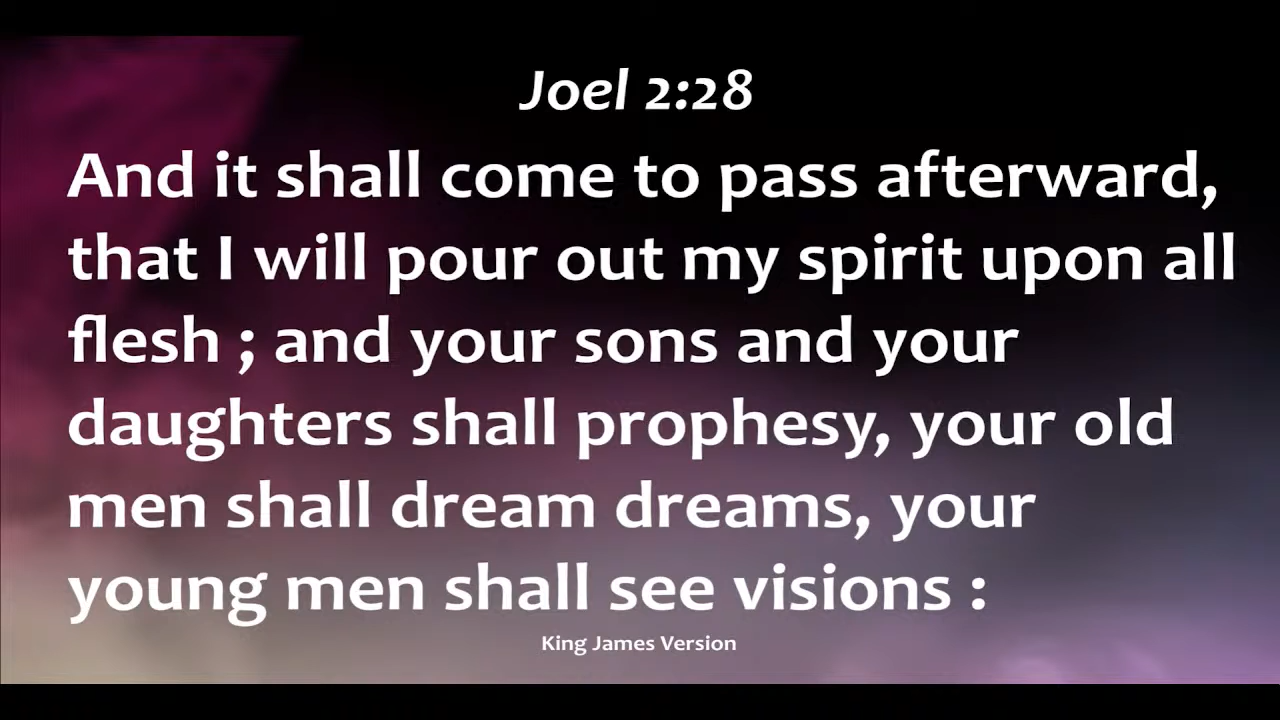 Joel 2:28
And it shall come to pass afterward,
that I will pour out my spirit upon all
flesh ; and your sons and your
daughters shall prophesy, your old
men shall dream dreams, your
young men shall see visions :
King James Version